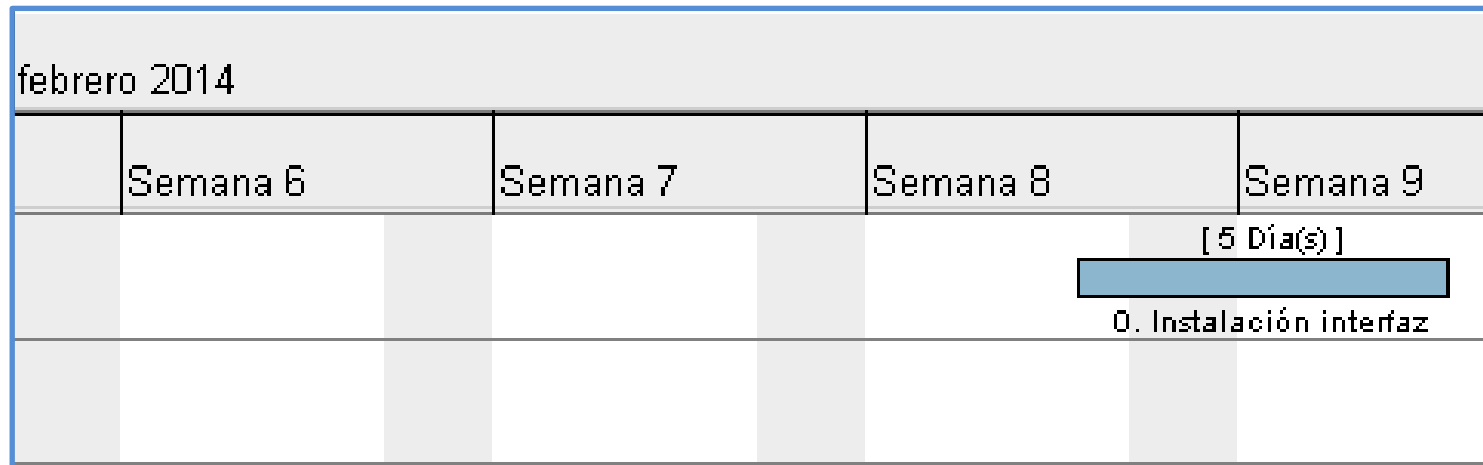 febrero 2014
Semana 6 Semana 7 Semana 8 Semana 9
[ 5 Día(s) ]
0. Instalación interfaz